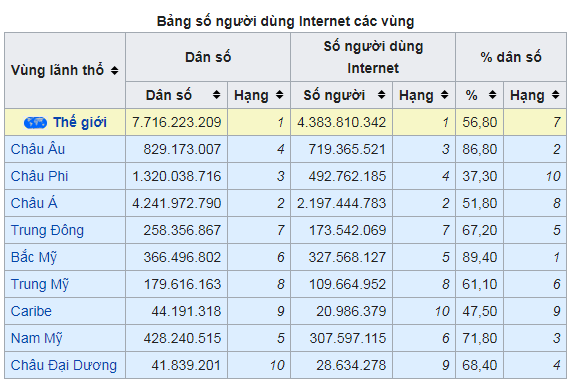 Bảng số người dùng Internet các vùng
Vùng lãnh thổ Dân số Số người dùng Internet % dân số
Dân số Hạng Số người Hạng % Hạng
Thế giới 7.716.223.209 1 4.383.810.342 1 56,80 7
Châu Âu 829.173.007 4 719.365.521 3 86,80 2
Châu Phi 1.320.038.716 3 492.762.185 4 37,30 10
Châu Á 4.241.972.790 2 2.197.444.783 2 51,80 8
Trung Đông 258.356.867 7 173.542.069 7 67,20 5
Bắc Mỹ 366.496.802 6 327.568.127 5 89,40 1
Trung Mỹ 179.616.163 8 109.664.952 8 61,10 6
Caribe 44.191.318 9 20.986.379 10 47,50 9
Nam Mỹ 428.240.515 5 307.597.115 6 71,80 3
Châu Đại Dương 41.839.201 10 28.634.278 9 68,40 4